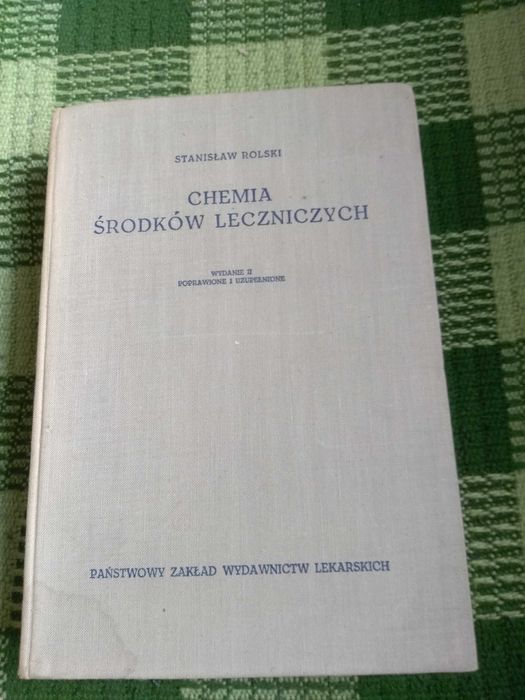 STANISŁAW ROLSKI
CHEMIA
ŚRODKÓW LECZNICZYCH
WYDANIE II
POPRAWIONE I UZUPEŁNIONE
PAŃSTWOWY ZAKŁAD WYDAWNICTW LEKARSKICH